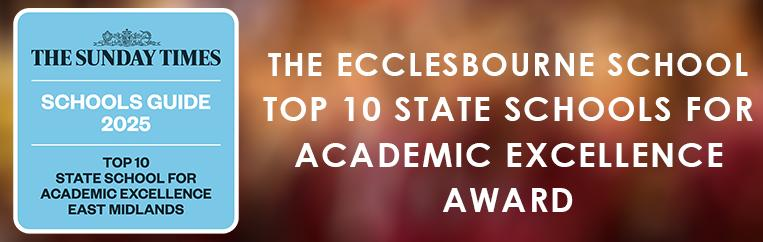 THE SUNDAY TIMES
SCHOOLS GUIDE
2025
TOP 10
STATE SCHOOL FOR
ACADEMIC EXCELLENCE
EAST MIDLANDS
THE ECCLESBOURNE SCHOOL
TOP 10 STATE SCHOOLS FOR
ACADEMIC EXCELLENCE
AWARD